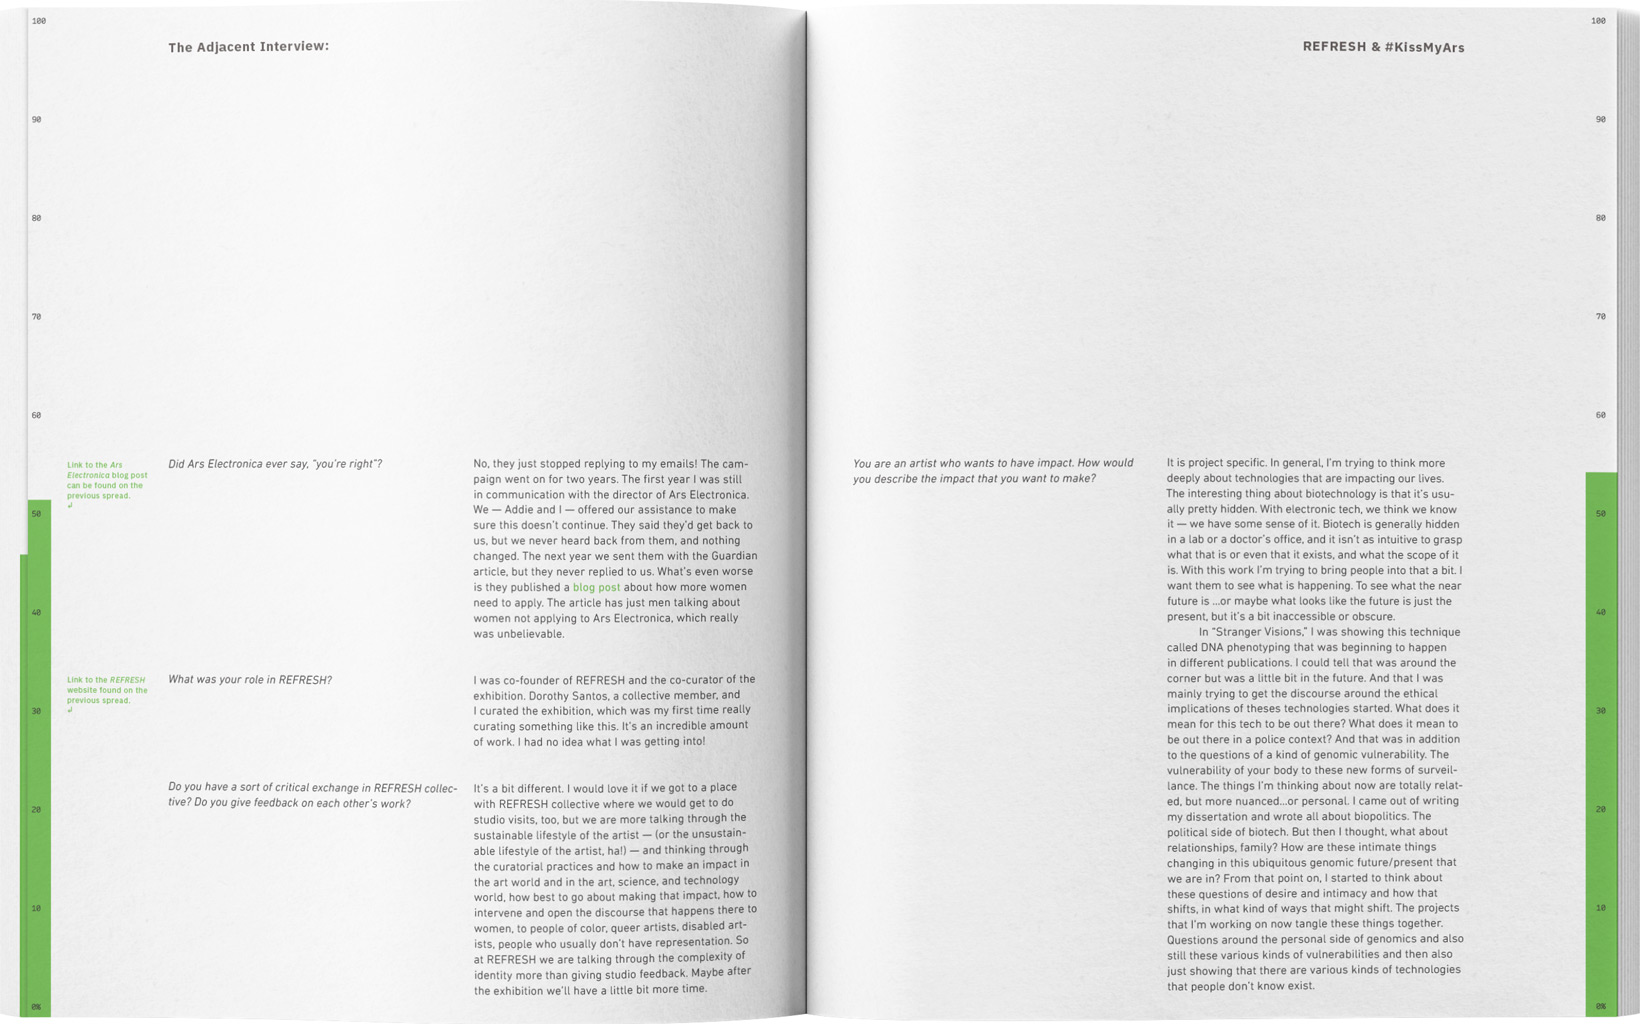 100
The Adjacent Interview:
90
80
70
60
50
40
30
20
10
0%
Link to the Ars
Electronica blog post
can be found on the
previous spread.
↲
Did Ars Electronica ever say, “you’re right”?
No, they just stopped replying to my emails! The cam-
paign went on for two years. The first year I was still
in communication with the director of Ars Electronica.
We — Addie and I — offered our assistance to make
sure this doesn’t continue. They said they’d get back to
us, but we never heard back from them, and nothing
changed. The next year we sent them with the Guardian
article, but they never replied to us. What’s even worse
is they published a blog post about how more women
need to apply. The article has just men talking about
women not applying to Ars Electronica, which really
was unbelievable.
Link to the REFRESH
website found on the
previous spread.
↲
What was your role in REFRESH?
I was co-founder of REFRESH and the co-curator of the
exhibition. Dorothy Santos, a collective member, and
I curated the exhibition, which was my first time really
curating something like this. It’s an incredible amount
of work. I had no idea what I was getting into!
Do you have a sort of critical exchange in REFRESH collec-
tive? Do you give feedback on each other’s work?
It’s a bit different. I would love it if we got to a place
with REFRESH collective where we would get to do
studio visits, too, but we are more talking through the
sustainable lifestyle of the artist — (or the unsustain-
able lifestyle of the artist, ha!) — and thinking through
the curatorial practices and how to make an impact in
the art world and in the art, science, and technology
world, how best to go about making that impact, how to
intervene and open the discourse that happens there to
women, to people of color, queer artists, disabled art-
ists, people who usually don’t have representation. So
at REFRESH we are talking through the complexity of
identity more than giving studio feedback. Maybe after
the exhibition we’ll have a little bit more time.
REFRESH & #KissMyArs
100
90
80
70
60
50
40
30
20
10
0%
You are an artist who wants to have impact. How would
you describe the impact that you want to make?
It is project specific. In general, I’m trying to think more
deeply about technologies that are impacting our lives.
The interesting thing about biotechnology is that it’s usu-
ally pretty hidden. With electronic tech, we think we know
it — we have some sense of it. Biotech is generally hidden
in a lab or a doctor’s office, and it isn’t as intuitive to grasp
what that is or even that it exists, and what the scope of it
is. With this work I’m trying to bring people into that a bit. I
want them to see what is happening. To see what the near
future is ...or maybe what looks like the future is just the
present, but it’s a bit inaccessible or obscure.
In “Stranger Visions,” I was showing this technique
called DNA phenotyping that was beginning to happen
in different publications. I could tell that was around the
corner but was a little bit in the future. And that I was
mainly trying to get the discourse around the ethical
implications of theses technologies started. What does it
mean for this tech to be out there? What does it mean to
be out there in a police context? And that was in addition
to the questions of a kind of genomic vulnerability. The
vulnerability of your body to these new forms of surveil-
lance. The things I’m thinking about now are totally relat-
ed, but more nuanced...or personal. I came out of writing
my dissertation and wrote all about biopolitics. The
political side of biotech. But then I thought, what about
relationships, family? How are these intimate things
changing in this ubiquitous genomic future/present that
we are in? From that point on, I started to think about
these questions of desire and intimacy and how that
shifts, in what kind of ways that might shift. The projects
that I’m working on now tangle these things together.
Questions around the personal side of genomics and also
still these various kinds of vulnerabilities and then also
just showing that there are various kinds of technologies
that people don’t know exist.